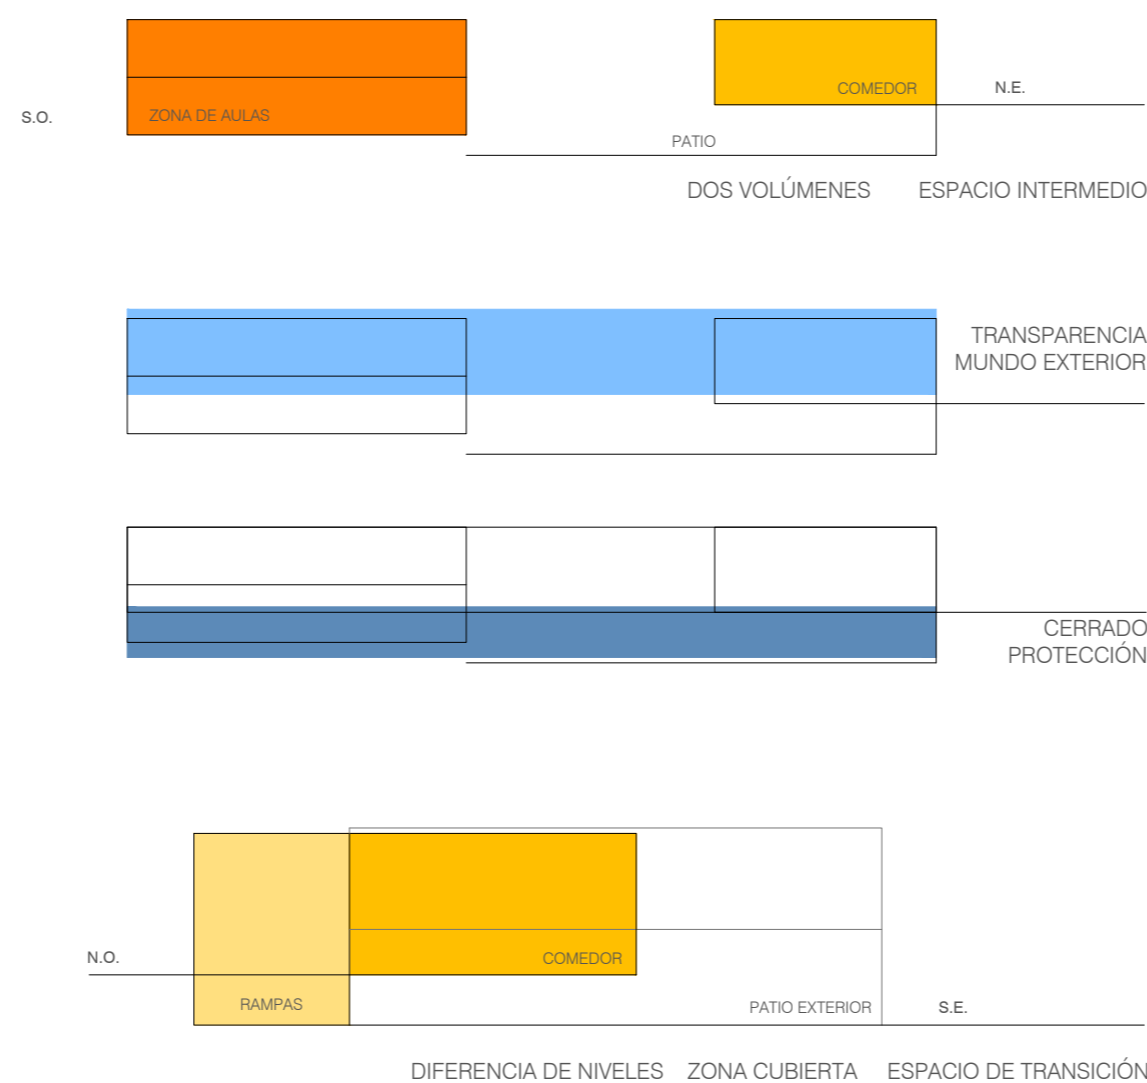 COMEDOR
N.E.
S.O.
ZONA DE AULAS
PATIO
DOS VOLÚMENES ESPACIO INTERMEDIO
TRANSPARENCIA
MUNDO EXTERIOR
CERRADO
PROTECCIÓN
N.O.
COMEDOR
RAMPAS
PATIO EXTERIOR
S.E.
DIFERENCIA DE NIVELES ZONA CUBIERTA ESPACIO DE TRANSICIÓN